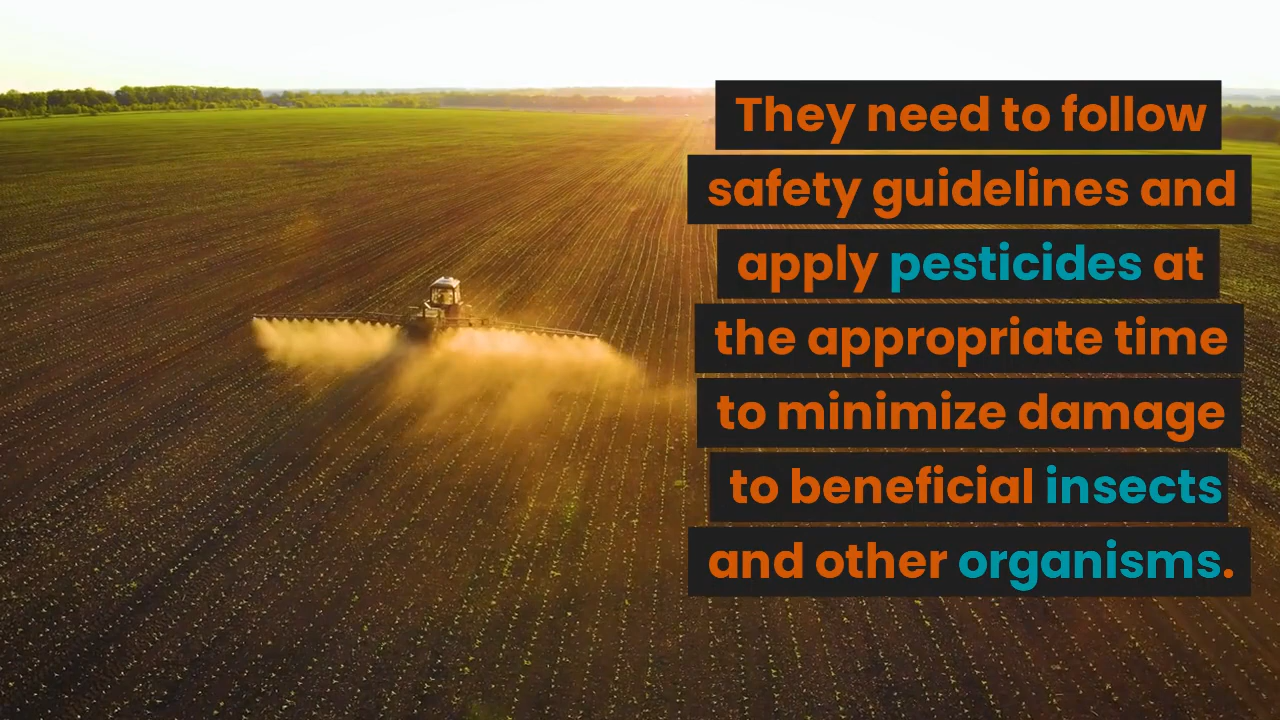 They need to follow
safety guidelines and
apply pesticides at
the appropriate time
to minimize damage
to beneficial insects
and other organisms.